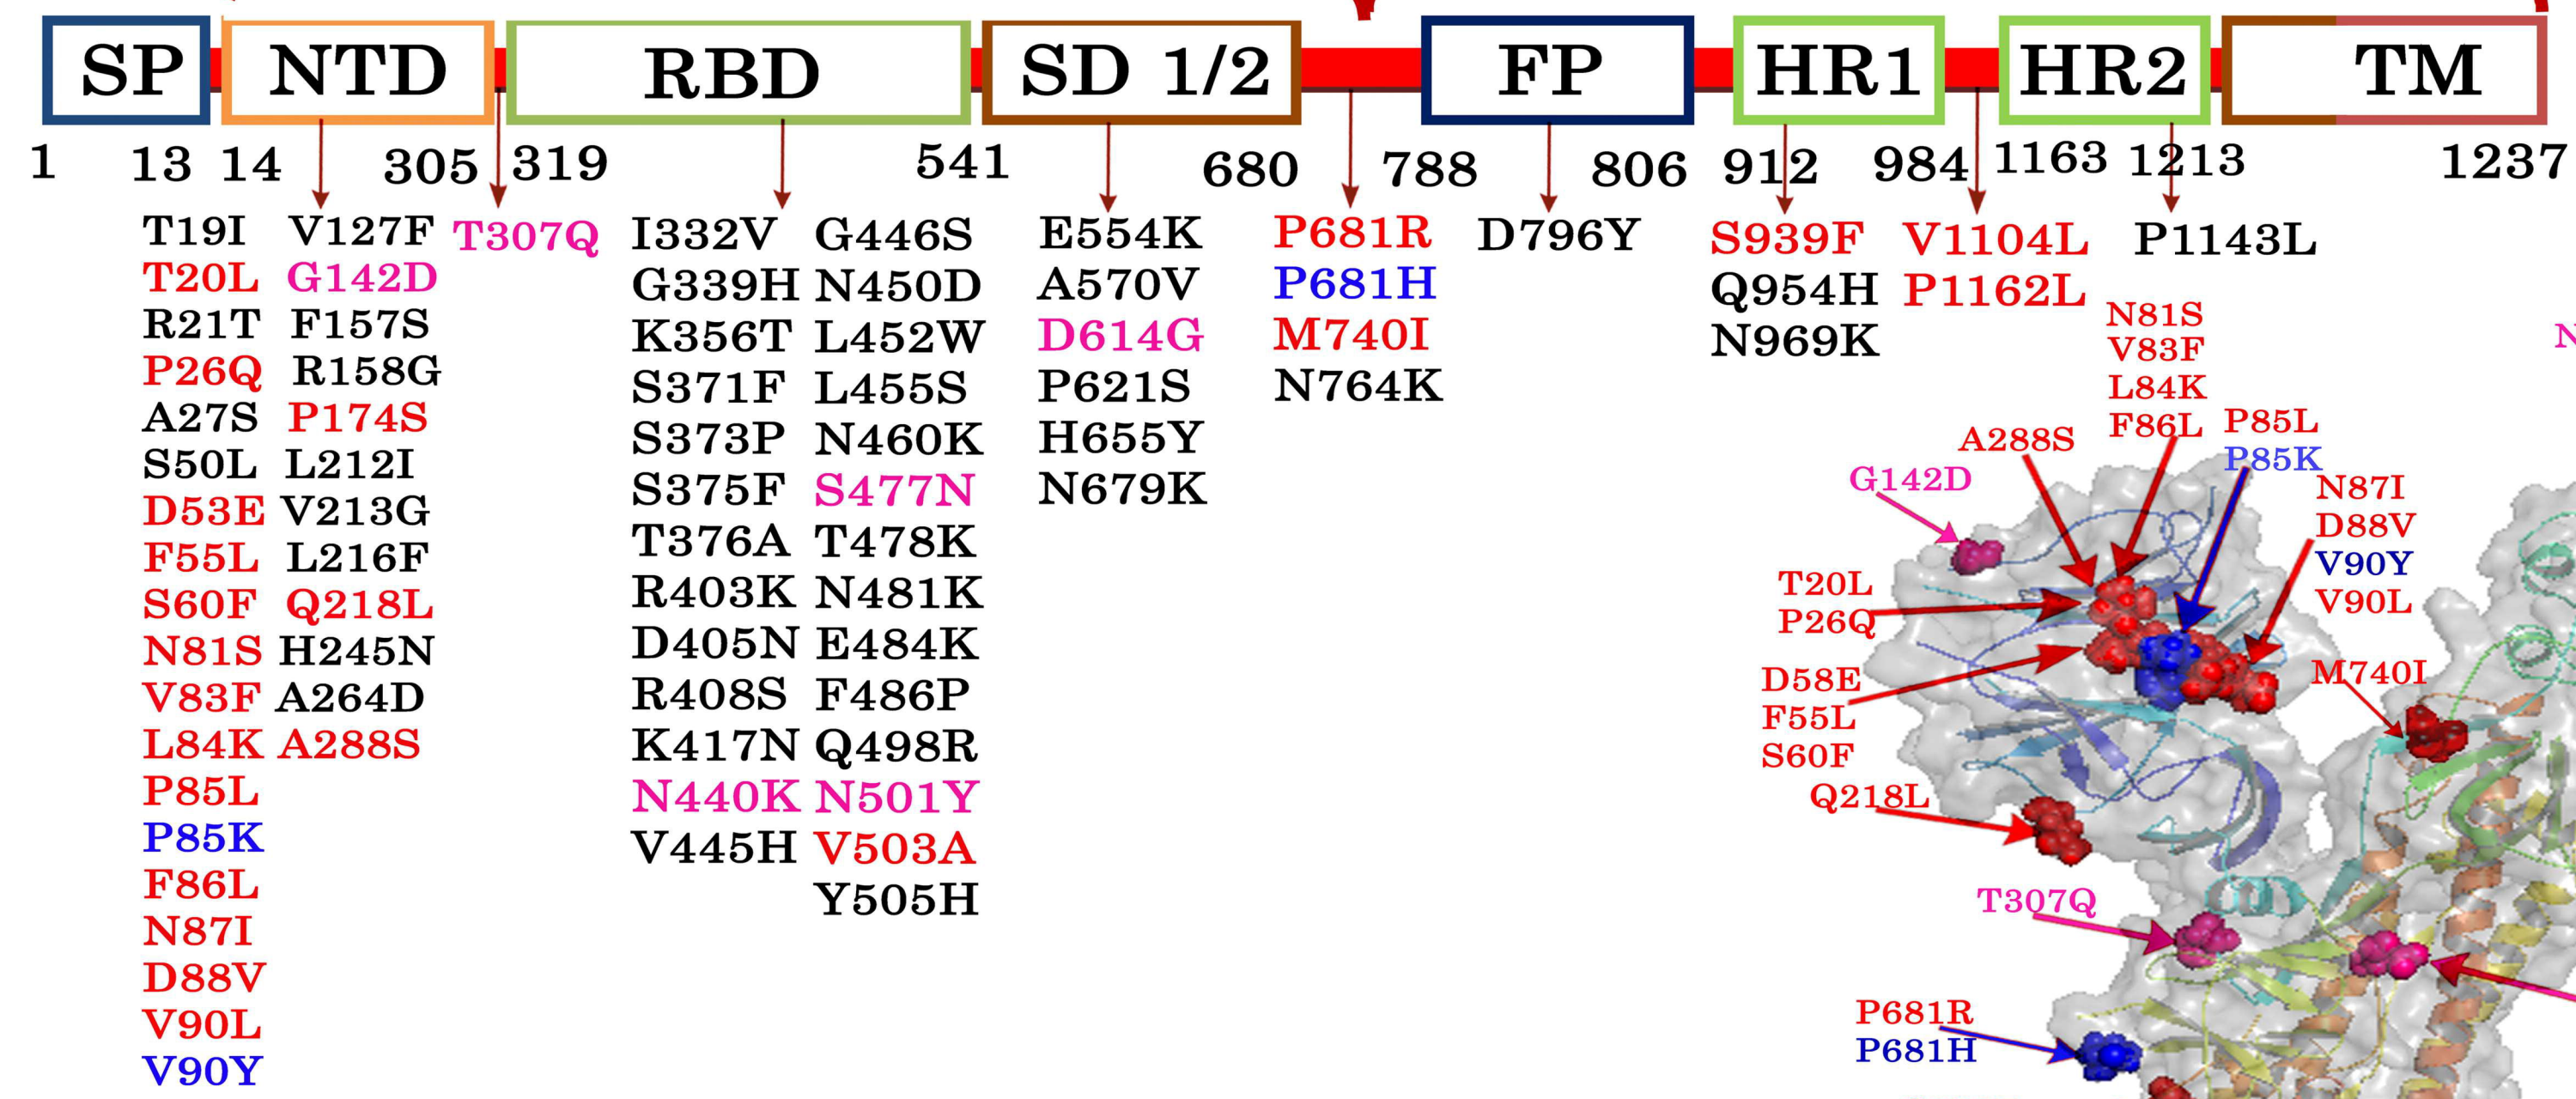 SP NTD RBD SD 1/2 FP HR1 HR2 TM
1 13 14 305 319 541 680 788 806 912 984 1163 1213 1237
T19I
T20L
R21T
P26Q
A27S
S50L
D53E
F55L
S60F
N81S
V83F
L84K
P85L
P85K
F86L
N87I
D88V
V90L
V90Y
V127F
G142D
F157S
R158G
P174S
L212I
V213G
L216F
Q218L
H245N
A264D
A288S
T307Q
I332V
G339H
K356T
S371F
S373P
S375F
T376A
R403K
D405N
R408S
K417N
N440K
V445H
G446S
N450D
L452W
L455S
N460K
S477N
T478K
N481K
E484K
F486P
Q498R
N501Y
V503A
Y505H
E554K
A570V
D614G
P621S
H655Y
N679K
P681R
P681H
M740I
N764K
D796Y
S939F
Q954H
N969K
V1104L
P1162L
P1143L
N81S
V83F
L84K
F86L
P85L
P85K
A288S
G142D
N87I
D88V
V90Y
V90L
T20L
P26Q
D58E
F55L
S60F
M740I
Q218L
T307Q
P681R
P681H